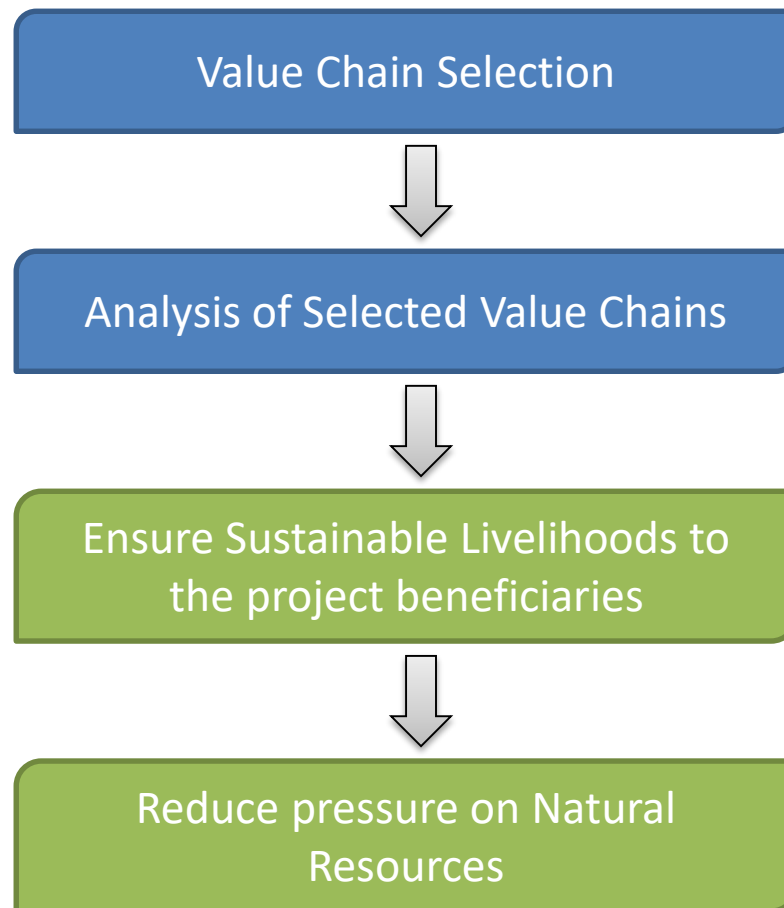 Value Chain Selection
Analysis of Selected Value Chains
Ensure Sustainable Livelihoods to
the project beneficiaries
Reduce pressure on Natural
Resources